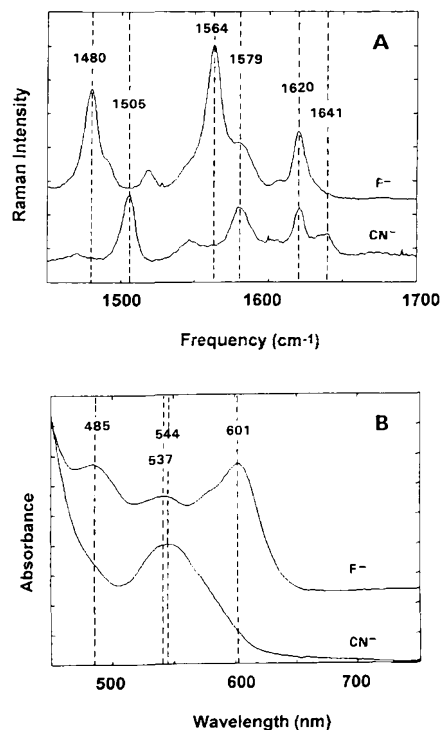 A
1564
1480
1579
1505
1620
1641
Raman Intensity
F⁻
CN⁻
1500
1600
1700
Frequency (cm⁻¹)
B
485
544
601
537
Absorbance
F⁻
CN⁻
500
600
700
Wavelength (nm)